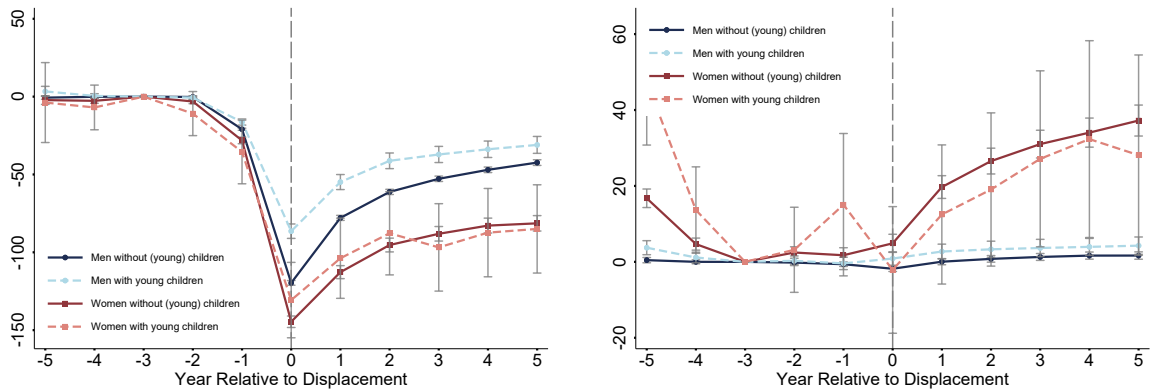 50
0
-50
-100
-150
Men without (young) children
Men with young children
Women without (young) children
Women with young children
-5 -4 -3 -2 -1 0 1 2 3 4 5
Year Relative to Displacement
60
40
20
0
-20
Men without (young) children
Men with young children
Women without (young) children
Women with young children
-5 -4 -3 -2 -1 0 1 2 3 4 5
Year Relative to Displacement